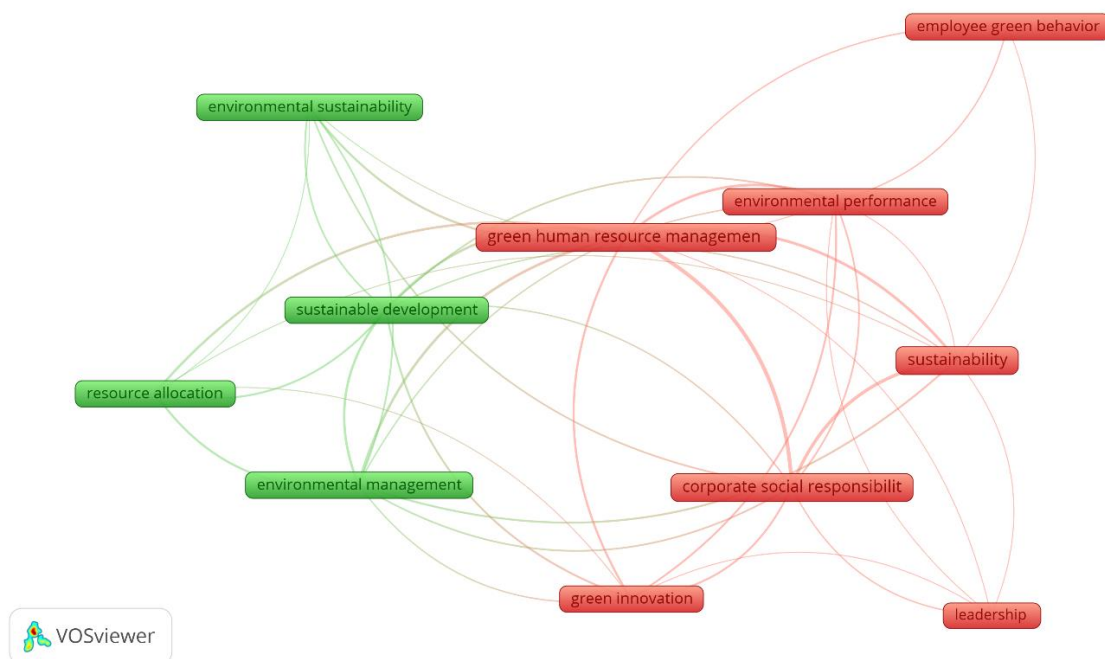 employee green behavior
environmental sustainability
environmental performance
green human resource managemen
sustainable development
sustainability
resource allocation
environmental management
corporate social responsibilit
green innovation
leadership
VOSviewer